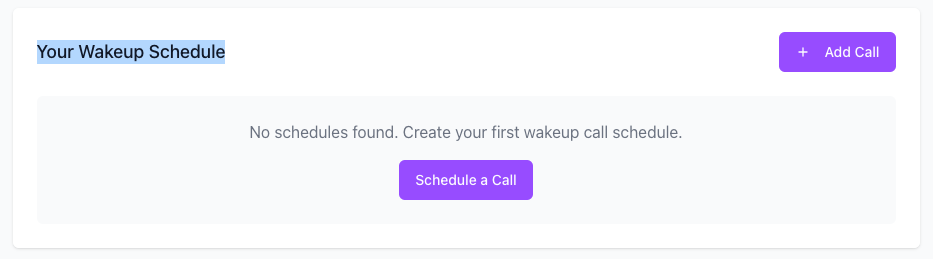 Your Wakeup Schedule
+ Add Call
No schedules found. Create your first wakeup call schedule.
Schedule a Call